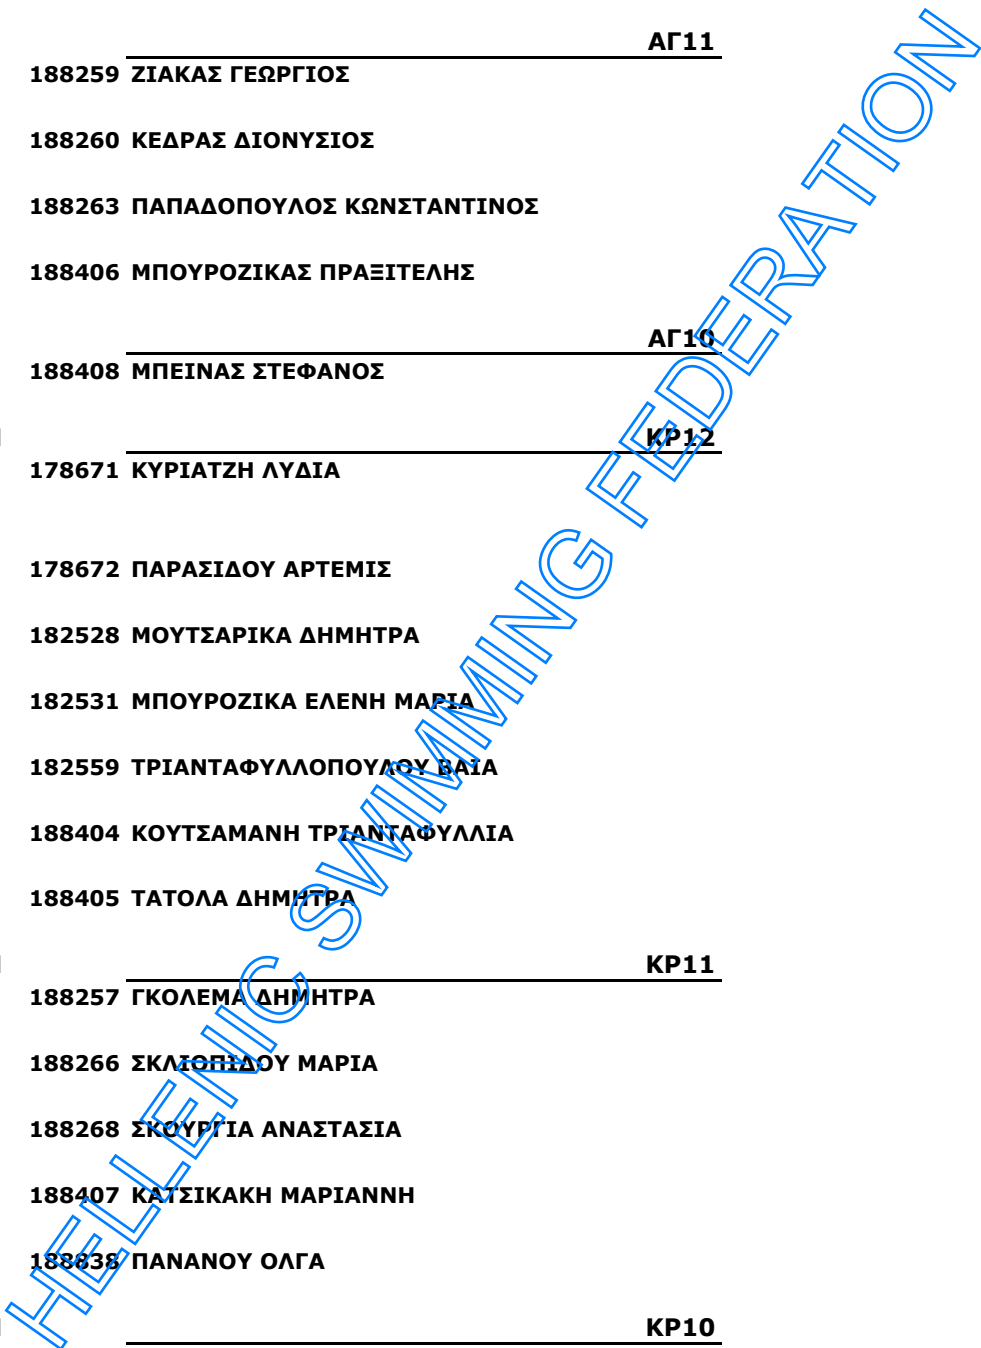 ΑΓ11
188259 ΖΙΑΚΑΣ ΓΕΩΡΓΙΟΣ
188260 ΚΕΔΡΑΣ ΔΙΟΝΥΣΙΟΣ
188263 ΠΑΠΑΔΟΠΟΥΛΟΣ ΚΩΝΣΤΑΝΤΙΝΟΣ
188406 ΜΠΟΥΡΟΖΙΚΑΣ ΠΡΑΞΙΤΕΛΗΣ
ΑΓ10
188408 ΜΠΕΙΝΑΣ ΣΤΕΦΑΝΟΣ
ΚΡ12
178671 ΚΥΡΙΑΤΖΗ ΛΥΔΙΑ
178672 ΠΑΡΑΣΙΔΟΥ ΑΡΤΕΜΙΣ
182528 ΜΟΥΤΣΑΡΙΚΑ ΔΗΜΗΤΡΑ
182531 ΜΠΟΥΡΟΖΙΚΑ ΕΛΕΝΗ ΜΑΡΙΑ
182559 ΤΡΙΑΝΤΑΦΥΛΛΟΠΟΥΛΟΥ ΒΑΪΑ
188404 ΚΟΥΤΣΑΜΑΝΗ ΤΡΙΑΝΤΑΦΥΛΛΙΑ
188405 ΤΑΤΟΛΑ ΔΗΜΗΤΡΑ
ΚΡ11
188257 ΓΚΟΛΕΜΑ ΔΗΜΗΤΡΑ
188266 ΣΚΛΙΟΠΙΔΟΥ ΜΑΡΙΑ
188268 ΣΚΟΥΡΓΙΑ ΑΝΑΣΤΑΣΙΑ
188407 ΚΑΤΣΙΚΑΚΗ ΜΑΡΙΑΝΝΗ
188838 ΠΑΝΑΝΟΥ ΟΛΓΑ
ΚΡ10
HELLENIC SWIMMING FEDERATION